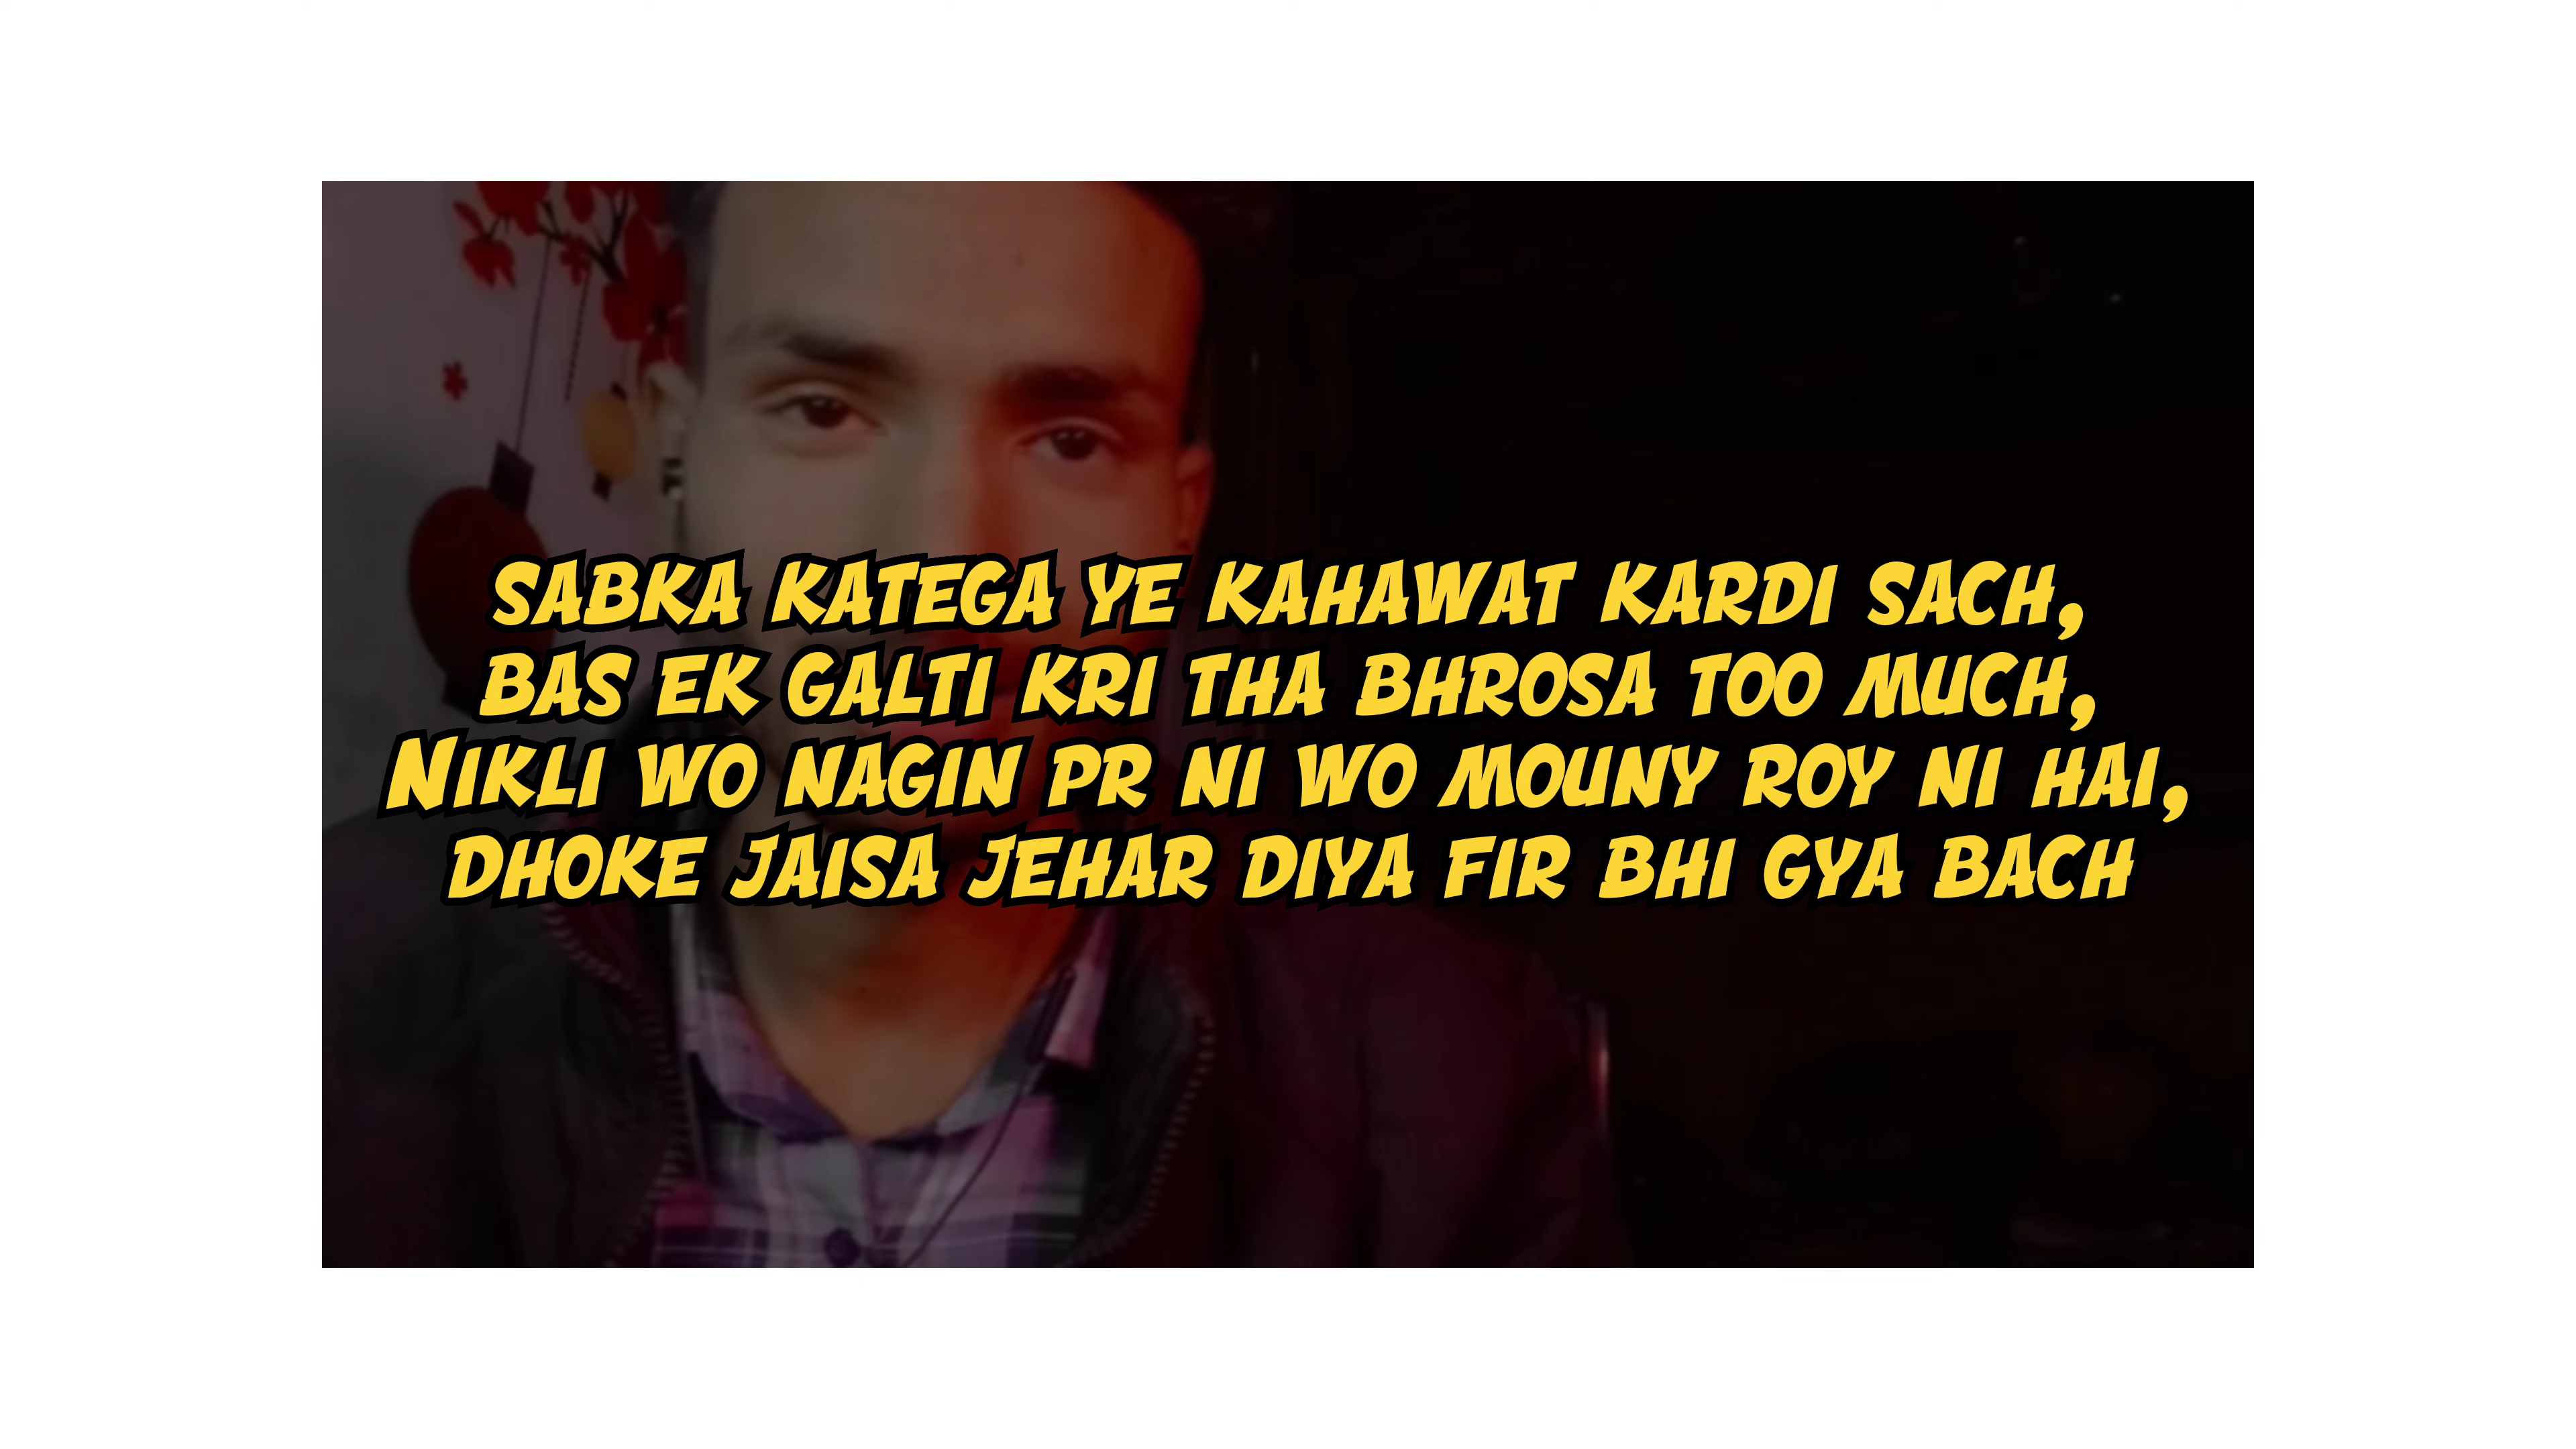 SABKA KATEGA YE KAHAWAT KARDI SACH,
BAS EK GALTI KRI THA BHROSA TOO MUCH,
NIKLI WO NAGIN PR NI WO MOUNY ROY NI HAI,
DHOKE JAISA JEHAR DIYA FIR BHI GYA BACH